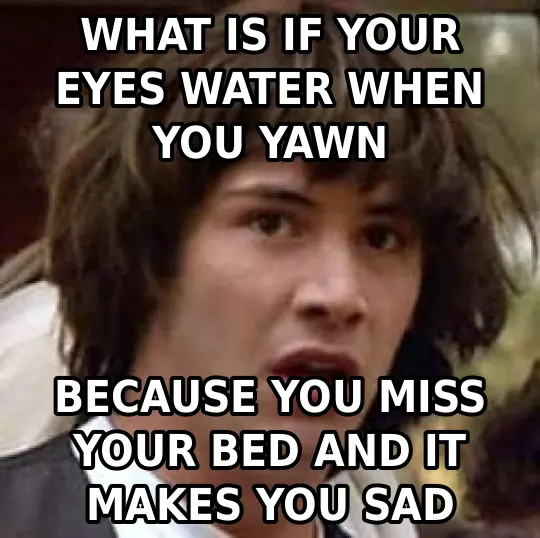 WHAT IS IF YOUR
EYES WATER WHEN
YOU YAWN
BECAUSE YOU MISS
YOUR BED AND IT
MAKES YOU SAD